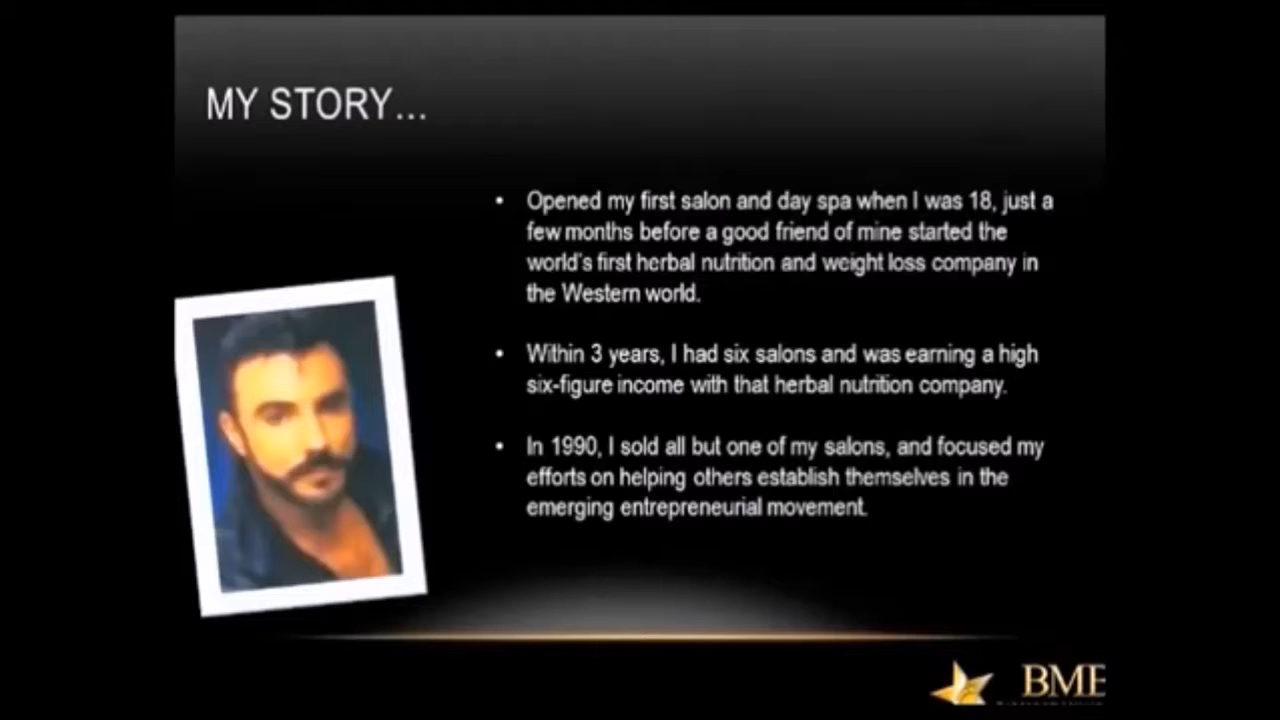 MY STORY...
• Opened my first salon and day spa when I was 18, just a
few months before a good friend of mine started the
world's first herbal nutrition and weight loss company in
the Western world.
• Within 3 years, I had six salons and was earning a high
six-figure income with that herbal nutrition company.
• In 1990, I sold all but one of my salons, and focused my
efforts on helping others establish themselves in the
emerging entrepreneurial movement.
BME